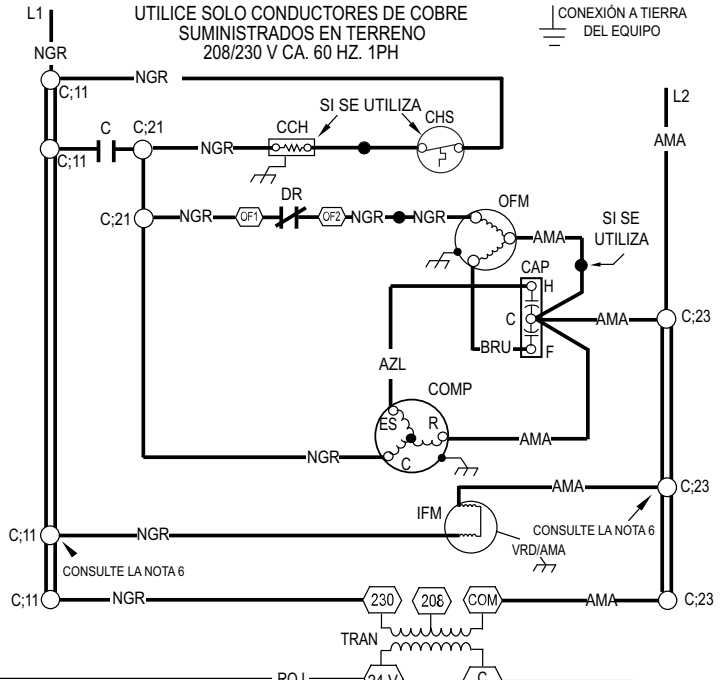 L1
UTILICE SOLO CONDUCTORES DE COBRE
SUMINISTRADOS EN TERRENO
208/230 V CA. 60 HZ. 1PH
CONEXIÓN A TIERRA
DEL EQUIPO
NGR
C;11
NGR
L2
SI SE UTILIZA
C;11
C
C;21
NGR
CCH
CHS
AMA
C;21
NGR
OF1
DR
OF2
NGR
NGR
OFM
AMA
SI SE
UTILIZA
CAP
H
C
AMA
C;23
BRU
F
AZL
COMP
ES
R
C
NGR
AMA
AMA
C;23
C;11
NGR
IFM
CONSULTE LA NOTA 6
VRD/AMA
CONSULTE LA NOTA 6
C;11
NGR
230
208
COM
AMA
C;23
TRAN
ROJ
24 V
C